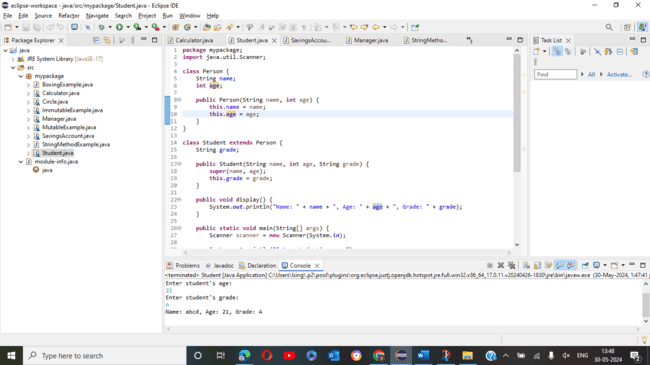 eclipse-workspace - java/src/mypackage/Student.java - Eclipse IDE
File Edit Source Refactor Navigate Search Project Run Window Help
Package Explorer
java
JRE System Library [JavaSE-17]
src
mypackage
BoxingExample.java
Calculator.java
Circle.java
ImmutableExample.java
Manager.java
MutableExample.java
SavingsAccount.java
StringMethodExample.java
Student.java
module-info.java
java
Calculator.java Student.java SavingsAccou... Manager.java StringMetho...
1 package mypackage;
2 import java.util.Scanner;
3
4 class Person {
5 String name;
6 int age;
7
8 public Person(String name, int age) {
9 this.name = name;
10 this.age = age;
11 }
12 }
13
14 class Student extends Person {
15 String grade;
16
17 public Student(String name, int age, String grade) {
18 super(name, age);
19 this.grade = grade;
20 }
21
22 public void display() {
23 System.out.println("Name: " + name + ", Age: " + age + ", Grade: " + grade);
24 }
25
26 public static void main(String[] args) {
27 Scanner scanner = new Scanner(System.in);
28
Task List
Find All Activate...
Problems Javadoc Declaration Console
<terminated> Student [Java Application] C:\Users\lsing\.p2\pool\plugins\org.eclipse.justj.openjdk.hotspot.jre.full.win32.x86_64_17.0.11.v20240426-1830\jre\bin\javaw.exe (30-May-2024, 1:47:41
Enter student's age:
21
Enter student's grade:
A
Name: abcd, Age: 21, Grade: A
Type here to search
ENG
13:48
30-05-2024
2